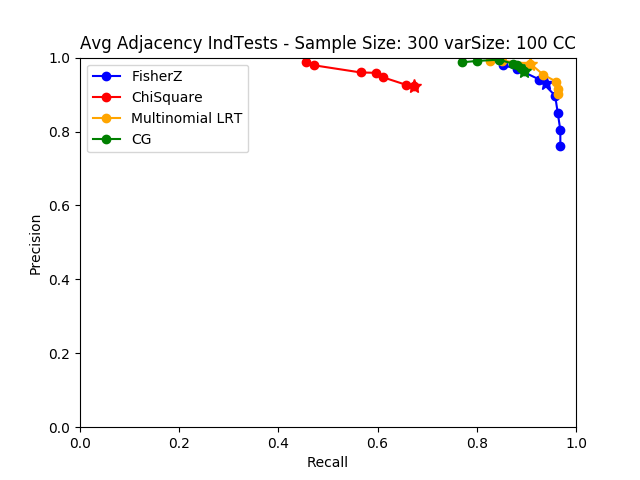 Avg Adjacency IndTests - Sample Size: 300 varSize: 100 CC
1.0
0.8
0.6
0.4
0.2
0.0
Precision
FisherZ
ChiSquare
Multinomial LRT
CG
0.0 0.2 0.4 0.6 0.8 1.0
Recall